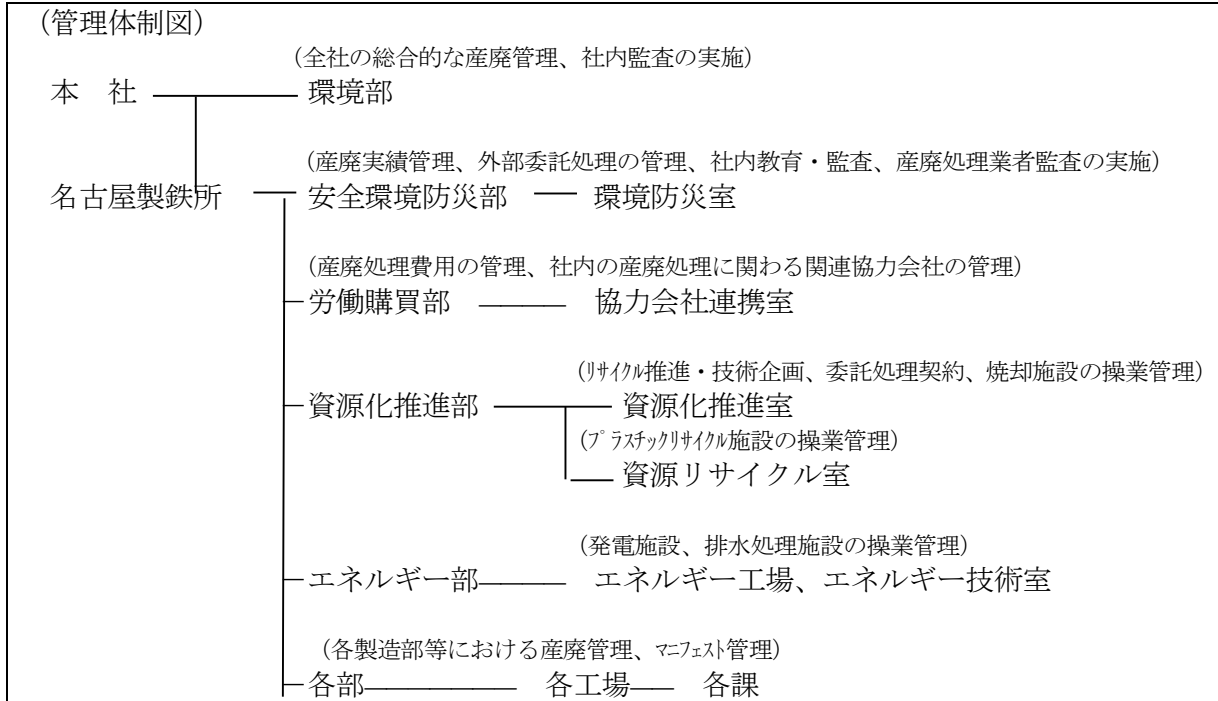 (管理体制図)
(全社の総合的な産廃管理、社内監査の実施)
本 社 環境部
(産廃実績管理、外部委託処理の管理、社内教育・監査、産廃処理業者監査の実施)
名古屋製鉄所 安全環境防災部 環境防災室
(産廃処理費用の管理、社内の産廃処理に関わる関連協力会社の管理)
労働購買部 協力会社連携室
(リサイクル推進・技術企画、委託処理契約、焼却施設の操業管理)
資源化推進部 資源化推進室
(プラスチックリサイクル施設の操業管理)
資源リサイクル室
(発電施設、排水処理施設の操業管理)
エネルギー部 エネルギー工場、エネルギー技術室
(各製造部等における産廃管理、マニフェスト管理)
各部 各工場 各課